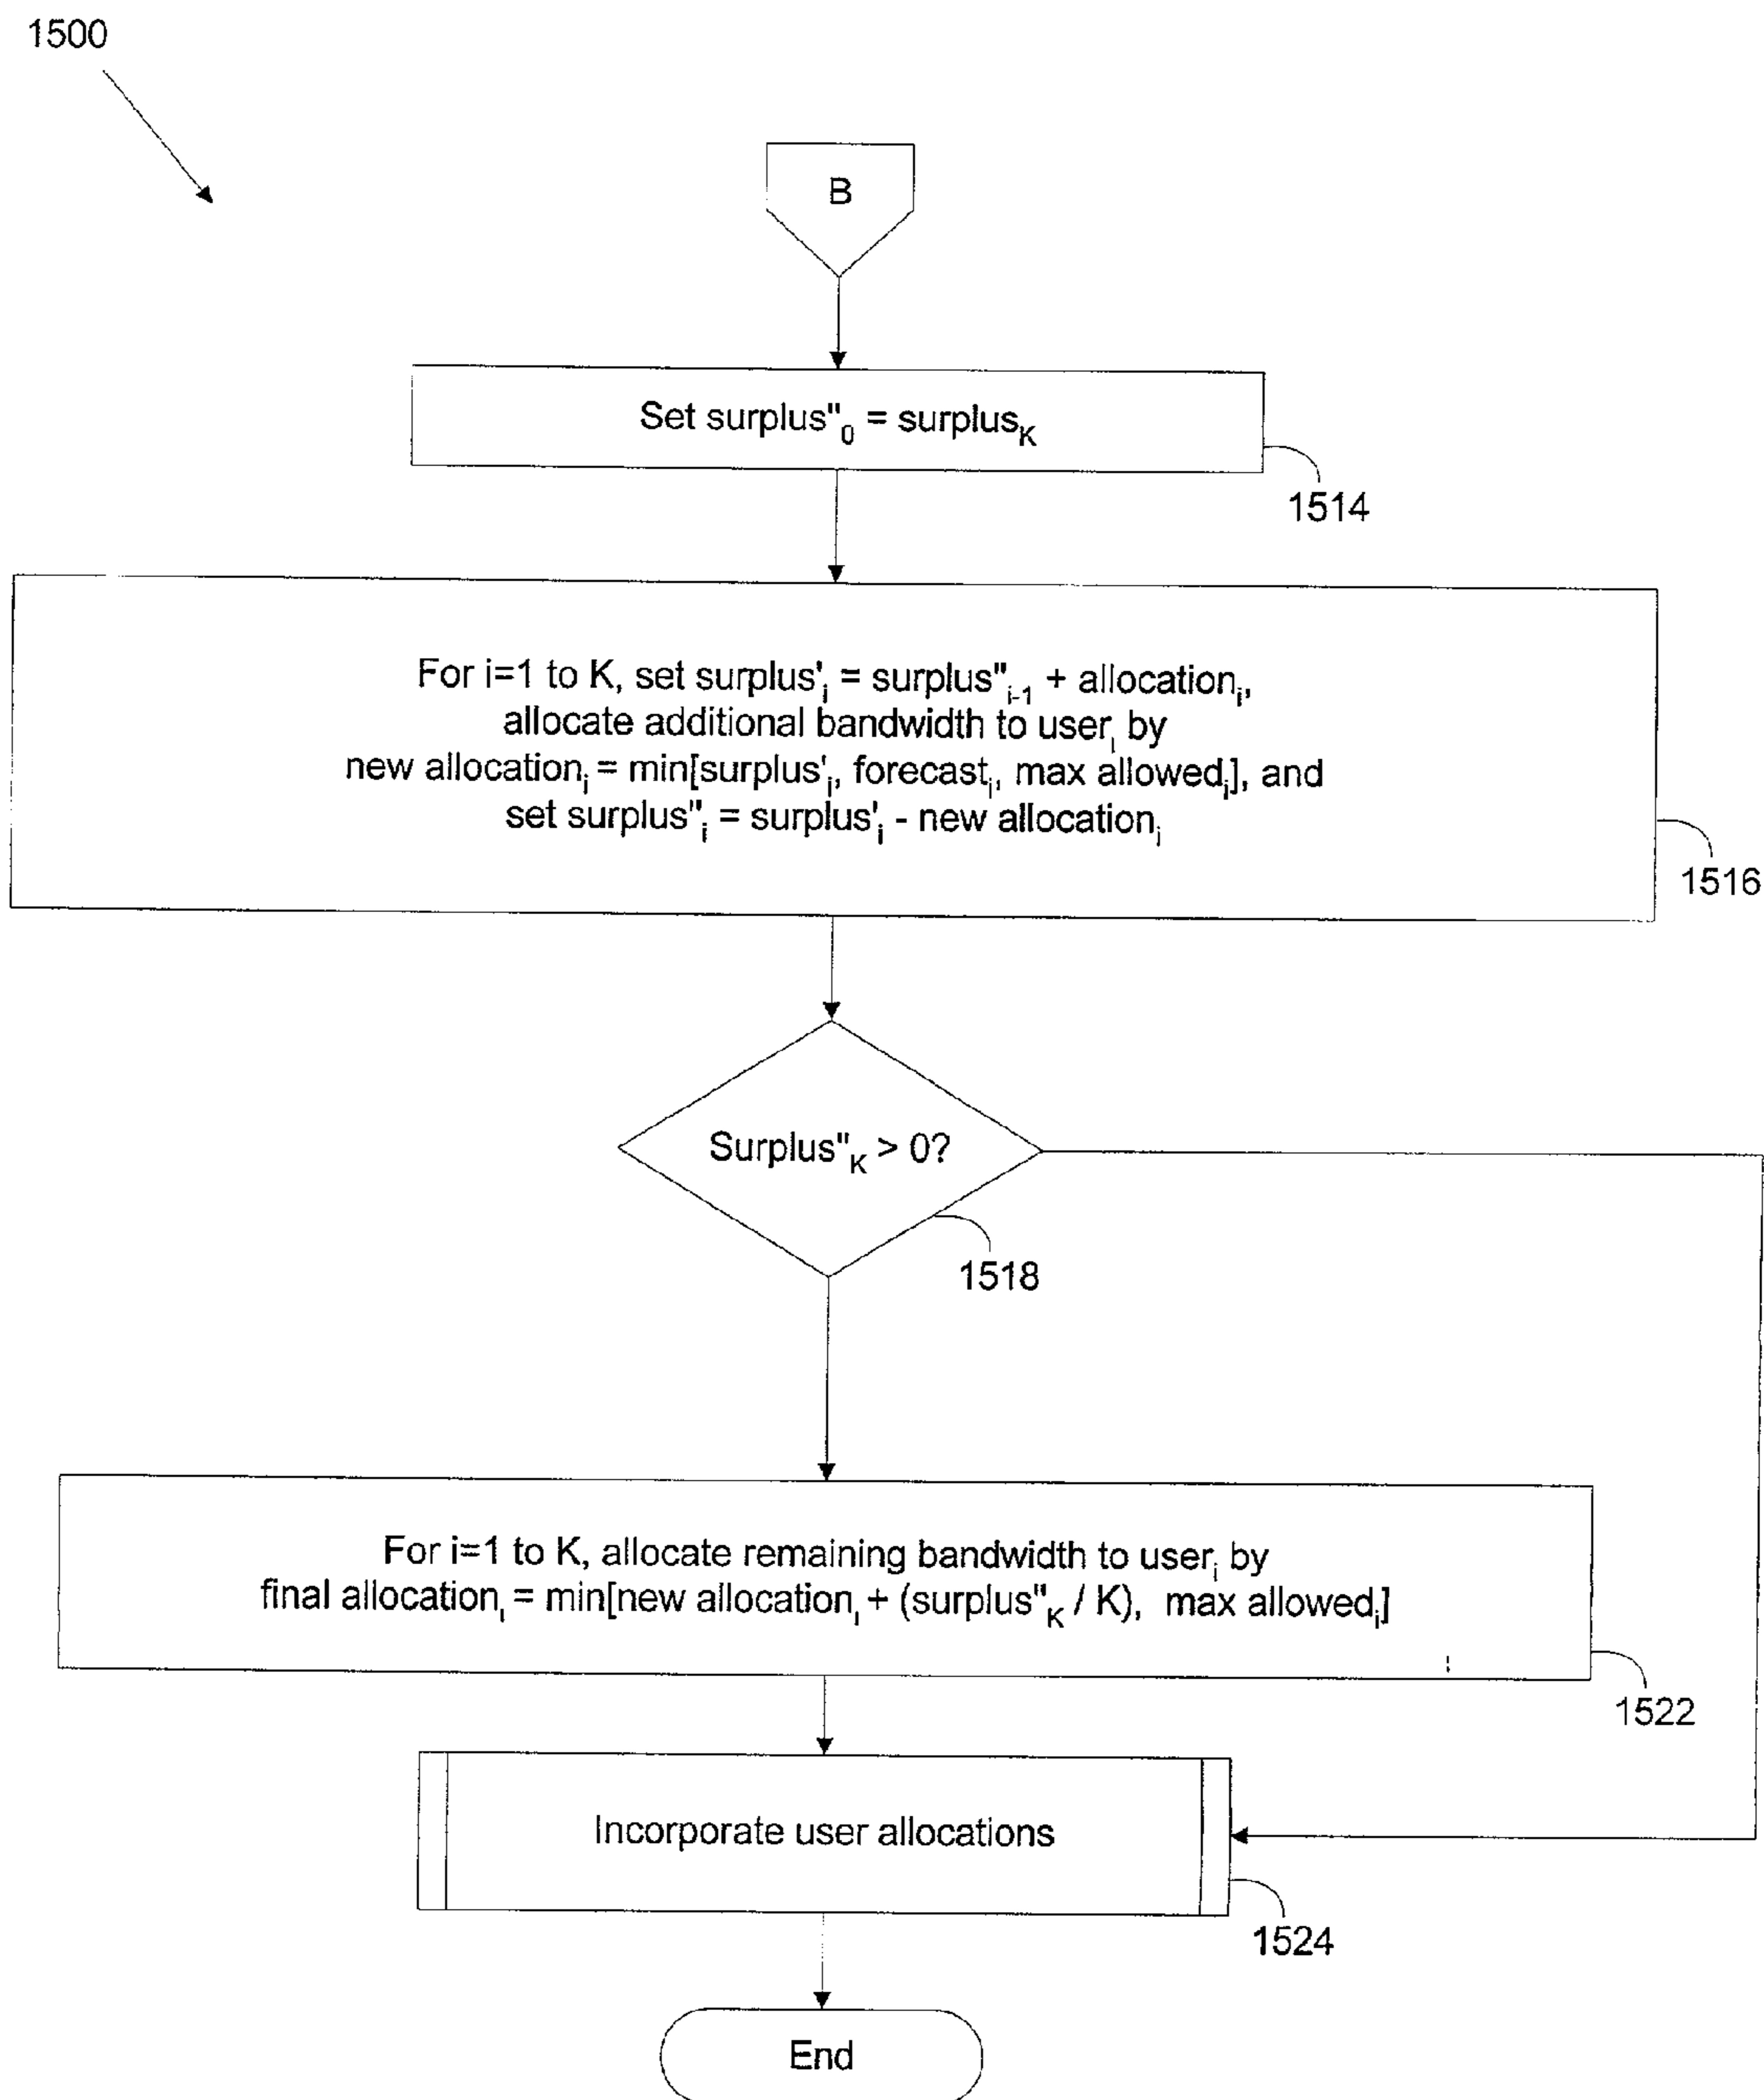 1500
B
Set surplus"₀ = surplusK
1514
For i=1 to K, set surplus'ᵢ = surplus"ᵢ₋₁ + allocationᵢ,
allocate additional bandwidth to userᵢ by
new allocationᵢ = min[surplus'ᵢ, forecastᵢ, max allowedᵢ], and
set surplus"ᵢ = surplus'ᵢ - new allocationᵢ
1516
Surplus"K > 0?
1518
For i=1 to K, allocate remaining bandwidth to userᵢ by
final allocationᵢ = min[new allocationᵢ + (surplus"K / K), max allowedᵢ]
1522
Incorporate user allocations
1524
End